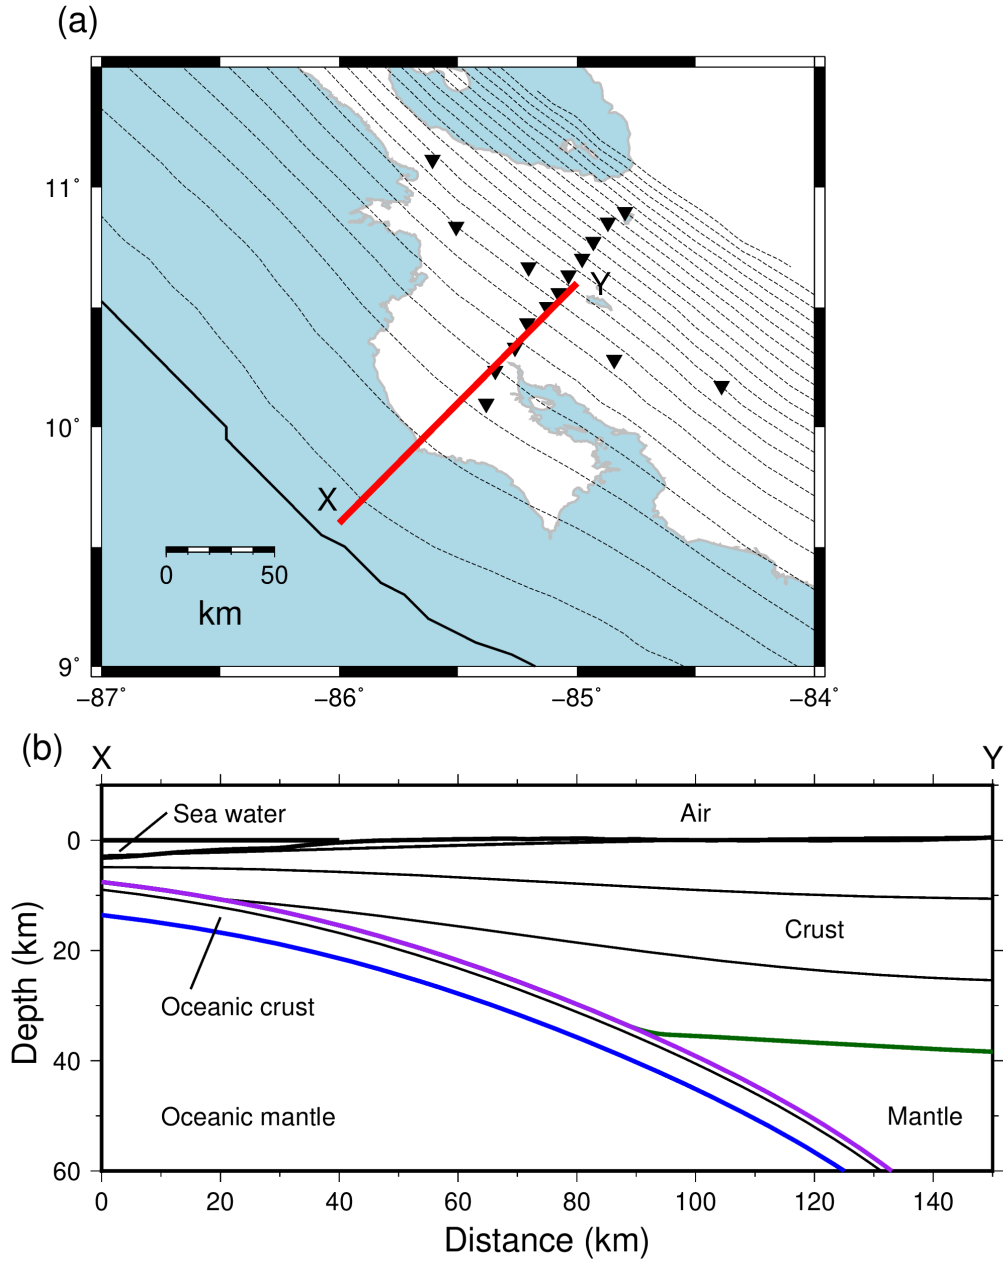 (a)
11°
10°
9°
X
Y
0 50
km
−87° −86° −85° −84°
(b)
X Y
Sea water
Air
Crust
Oceanic crust
Oceanic mantle
Mantle
Depth (km)
0
20
40
60
0 20 40 60 80 100 120 140
Distance (km)